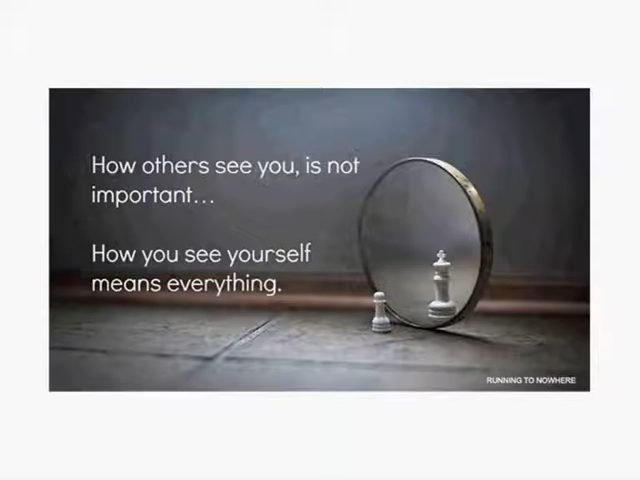 How others see you, is not
important...
How you see yourself
means everything.
RUNNING TO NOWHERE